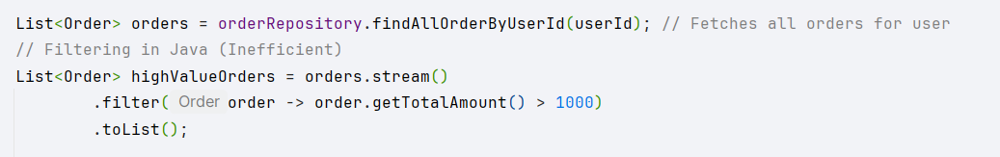 List<Order> orders = orderRepository.findAllOrderByUserId(userId); // Fetches all orders for user
// Filtering in Java (Inefficient)
List<Order> highValueOrders = orders.stream()
        .filter( Order order -> order.getTotalAmount() > 1000)
        .toList();